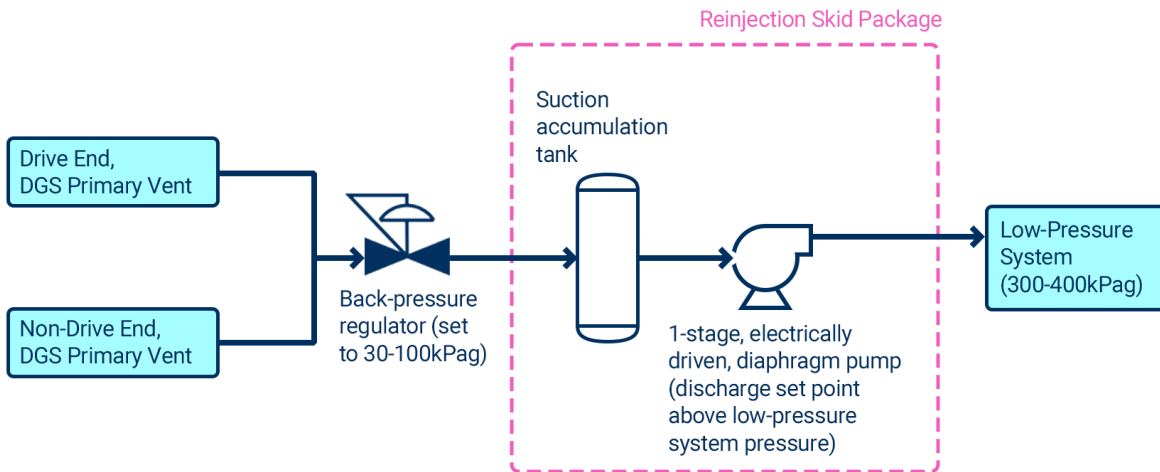 Reinjection Skid Package
Suction
accumulation
tank
Drive End,
DGS Primary Vent
Non-Drive End,
DGS Primary Vent
Back-pressure
regulator (set
to 30-100kPag)
1-stage, electrically
driven, diaphragm pump
(discharge set point
above low-pressure
system pressure)
Low-Pressure
System
(300-400kPag)